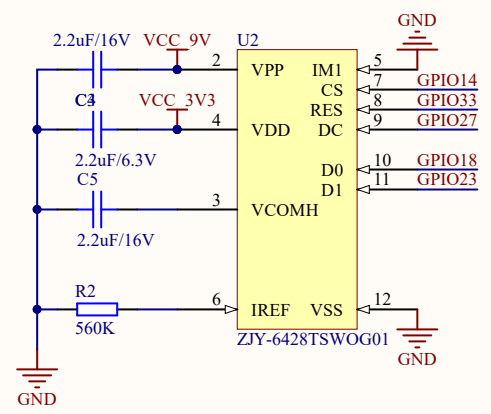 GND
2.2uF/16V
VCC_9V
U2
2
VPP
IM1
5
CS
7
GPIO14
RES
8
GPIO33
VCC_3V3
4
VDD
DC
9
GPIO27
2.2uF/6.3V
D0
10
GPIO18
C5
D1
11
GPIO23
3
VCOMH
2.2uF/16V
R2
6
IREF
VSS
12
560K
ZJY-6428TSWOG01
GND
GND